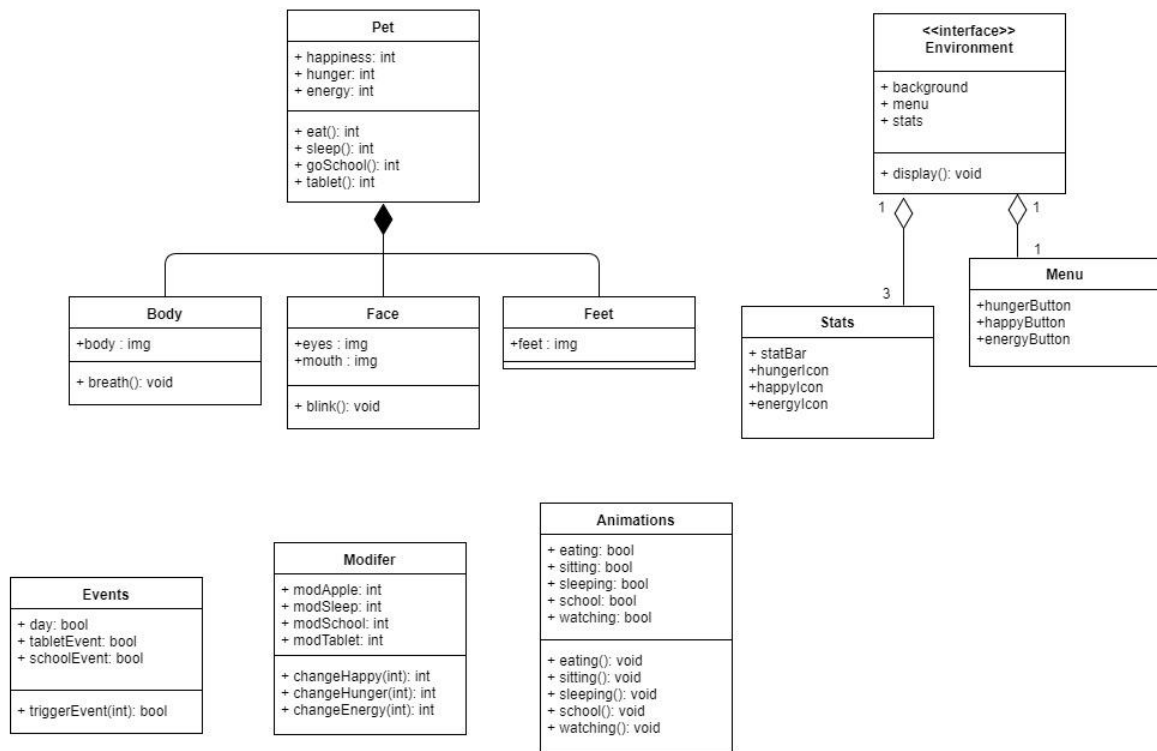 Pet
+ happiness: int
+ hunger: int
+ energy: int
+ eat(): int
+ sleep(): int
+ goSchool(): int
+ tablet(): int
<<interface>>
Environment
+ background
+ menu
+ stats
+ display(): void
1
1
3
1
Body
+body : img
+ breath(): void
Face
+eyes : img
+mouth : img
+ blink(): void
Feet
+feet : img
Stats
+ statBar
+hungerIcon
+happyIcon
+energyIcon
Menu
+hungerButton
+happyButton
+energyButton
Events
+ day: bool
+ tabletEvent: bool
+ schoolEvent: bool
+ triggerEvent(int): bool
Modifer
+ modApple: int
+ modSleep: int
+ modSchool: int
+ modTablet: int
+ changeHappy(int): int
+ changeHunger(int): int
+ changeEnergy(int): int
Animations
+ eating: bool
+ sitting: bool
+ sleeping: bool
+ school: bool
+ watching: bool
+ eating(): void
+ sitting(): void
+ sleeping(): void
+ school(): void
+ watching(): void